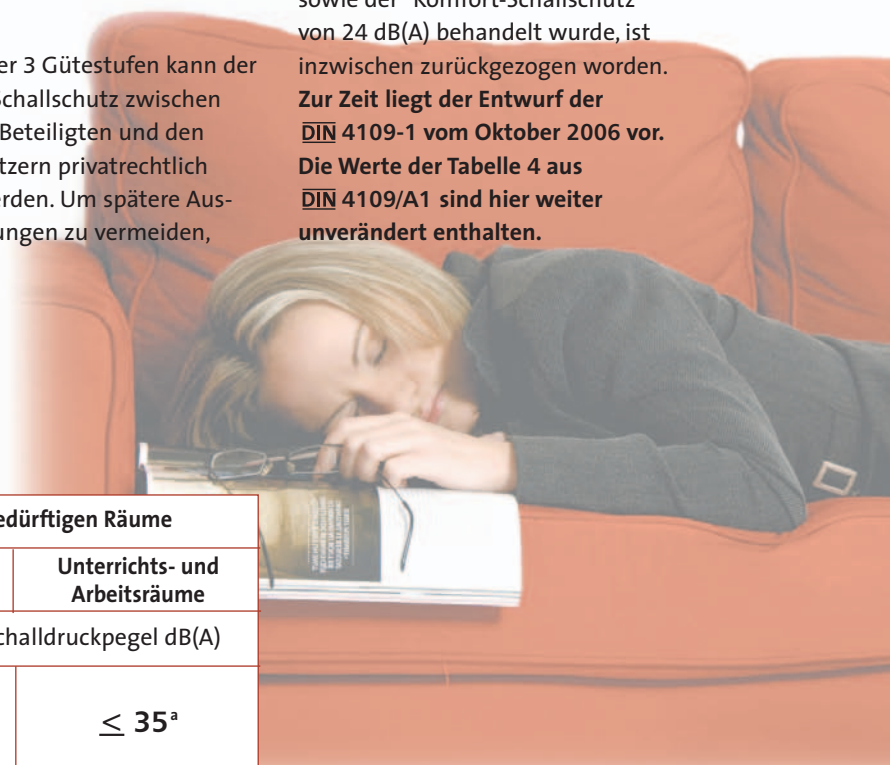 er 3 Gütestufen kann der
challschutz zwischen
Beteiligten und den
tzern privatrechtlich
erden. Um spätere Aus-
ungen zu vermeiden,
sowie der "Komfort-Schallschutz"
von 24 dB(A) behandelt wurde, ist
inzwischen zurückgezogen worden.
Zur Zeit liegt der Entwurf der
DIN 4109-1 vom Oktober 2006 vor.
Die Werte der Tabelle 4 aus
DIN 4109/A1 sind hier weiter
unverändert enthalten.
edürftigen Räume
Unterrichts- und
Arbeitsräume
challdruckpegel dB(A)
≤ 35ª